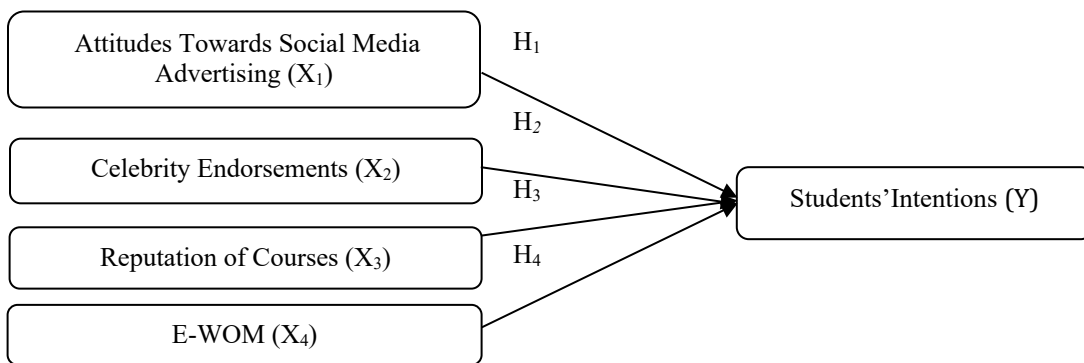 Attitudes Towards Social Media
Advertising (X₁)
H₁
H₂
Celebrity Endorsements (X₂)
H₃
Students’Intentions (Y)
Reputation of Courses (X₃)
H₄
E-WOM (X₄)